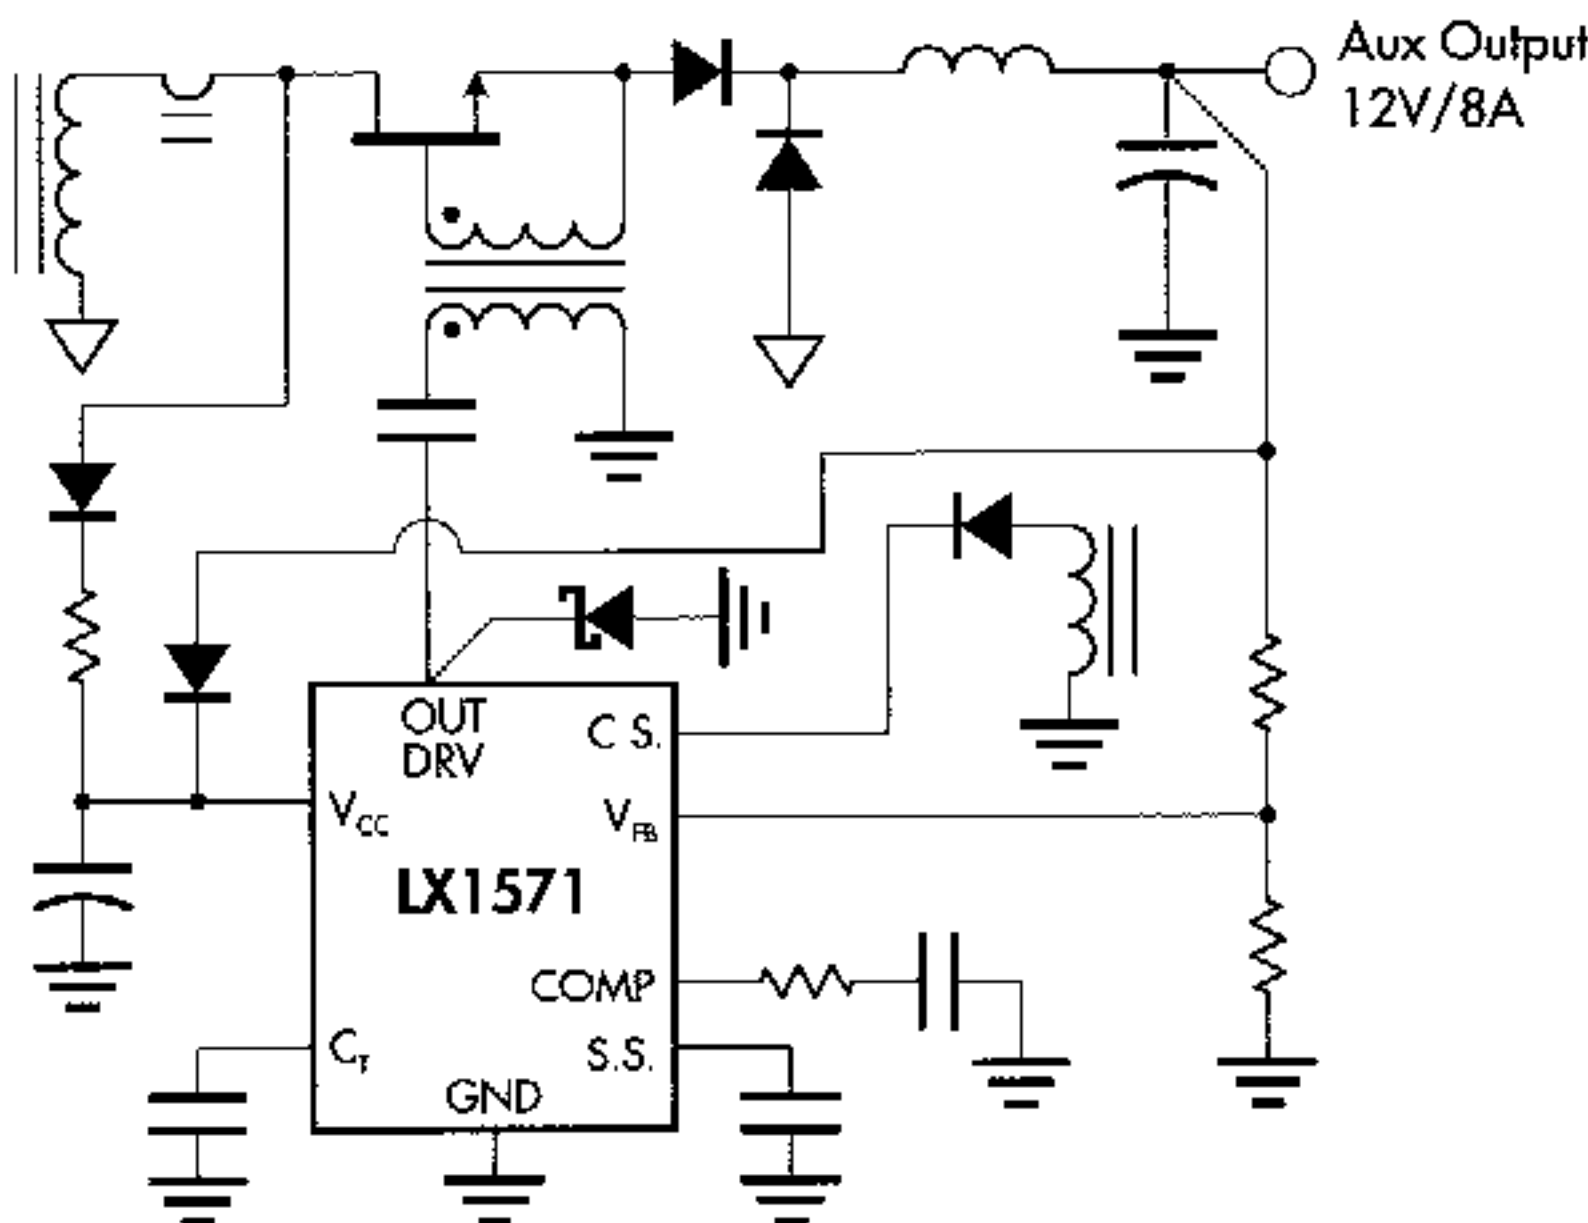 Aux Output
12V/8A
OUT
DRV
C S.
VCC
VFB
LX1571
COMP
CT
S.S.
GND